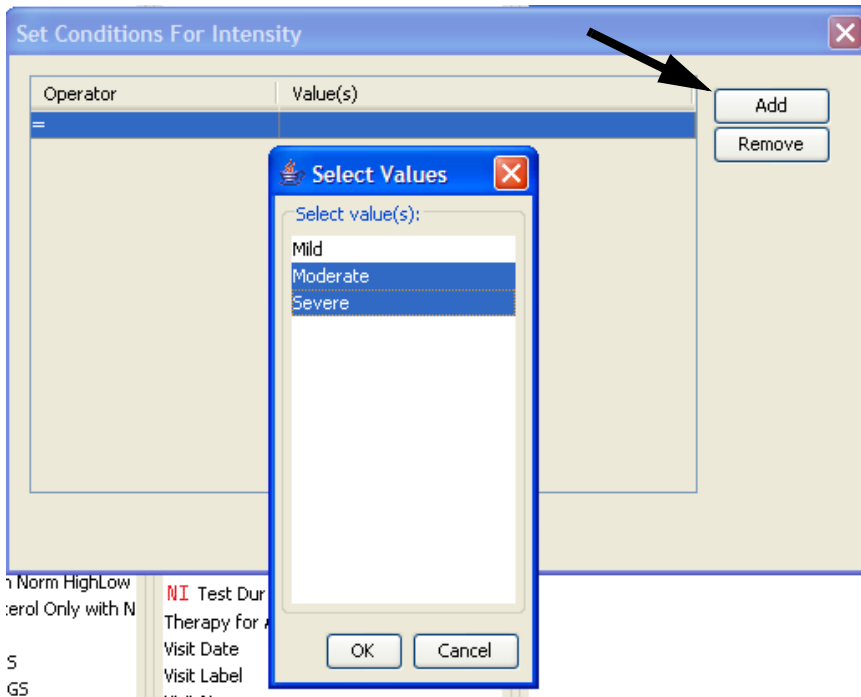 Set Conditions For Intensity
Operator Value(s)
=
Add
Remove
Select Values
Select value(s):
Mild
Moderate
Severe
OK Cancel
Norm HighLow
Only with N
S
GS
NI Test Dur
Therapy for
Visit Date
Visit Label